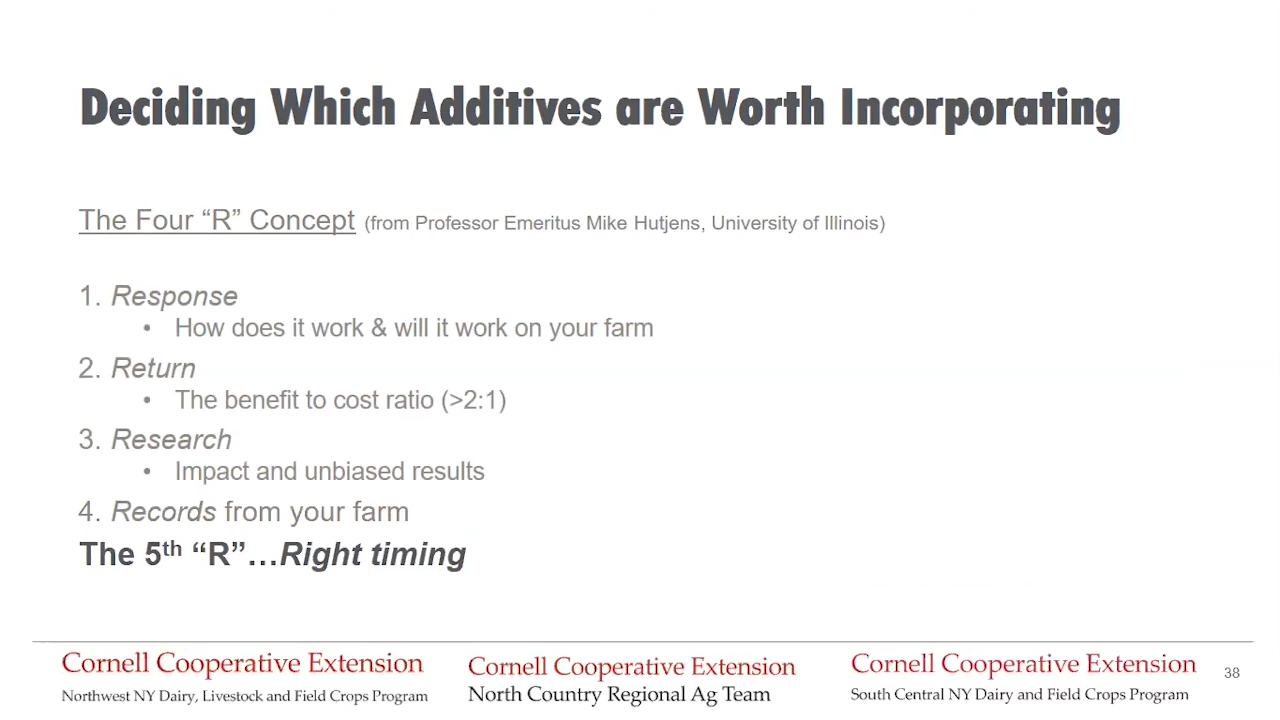 Deciding Which Additives are Worth Incorporating
The Four “R” Concept (from Professor Emeritus Mike Hutjens, University of Illinois)
1. Response
• How does it work & will it work on your farm
2. Return
• The benefit to cost ratio (>2:1)
3. Research
• Impact and unbiased results
4. Records from your farm
The 5th “R”…Right timing
Cornell Cooperative Extension
Northwest NY Dairy, Livestock and Field Crops Program
Cornell Cooperative Extension
North Country Regional Ag Team
Cornell Cooperative Extension
South Central NY Dairy and Field Crops Program
38